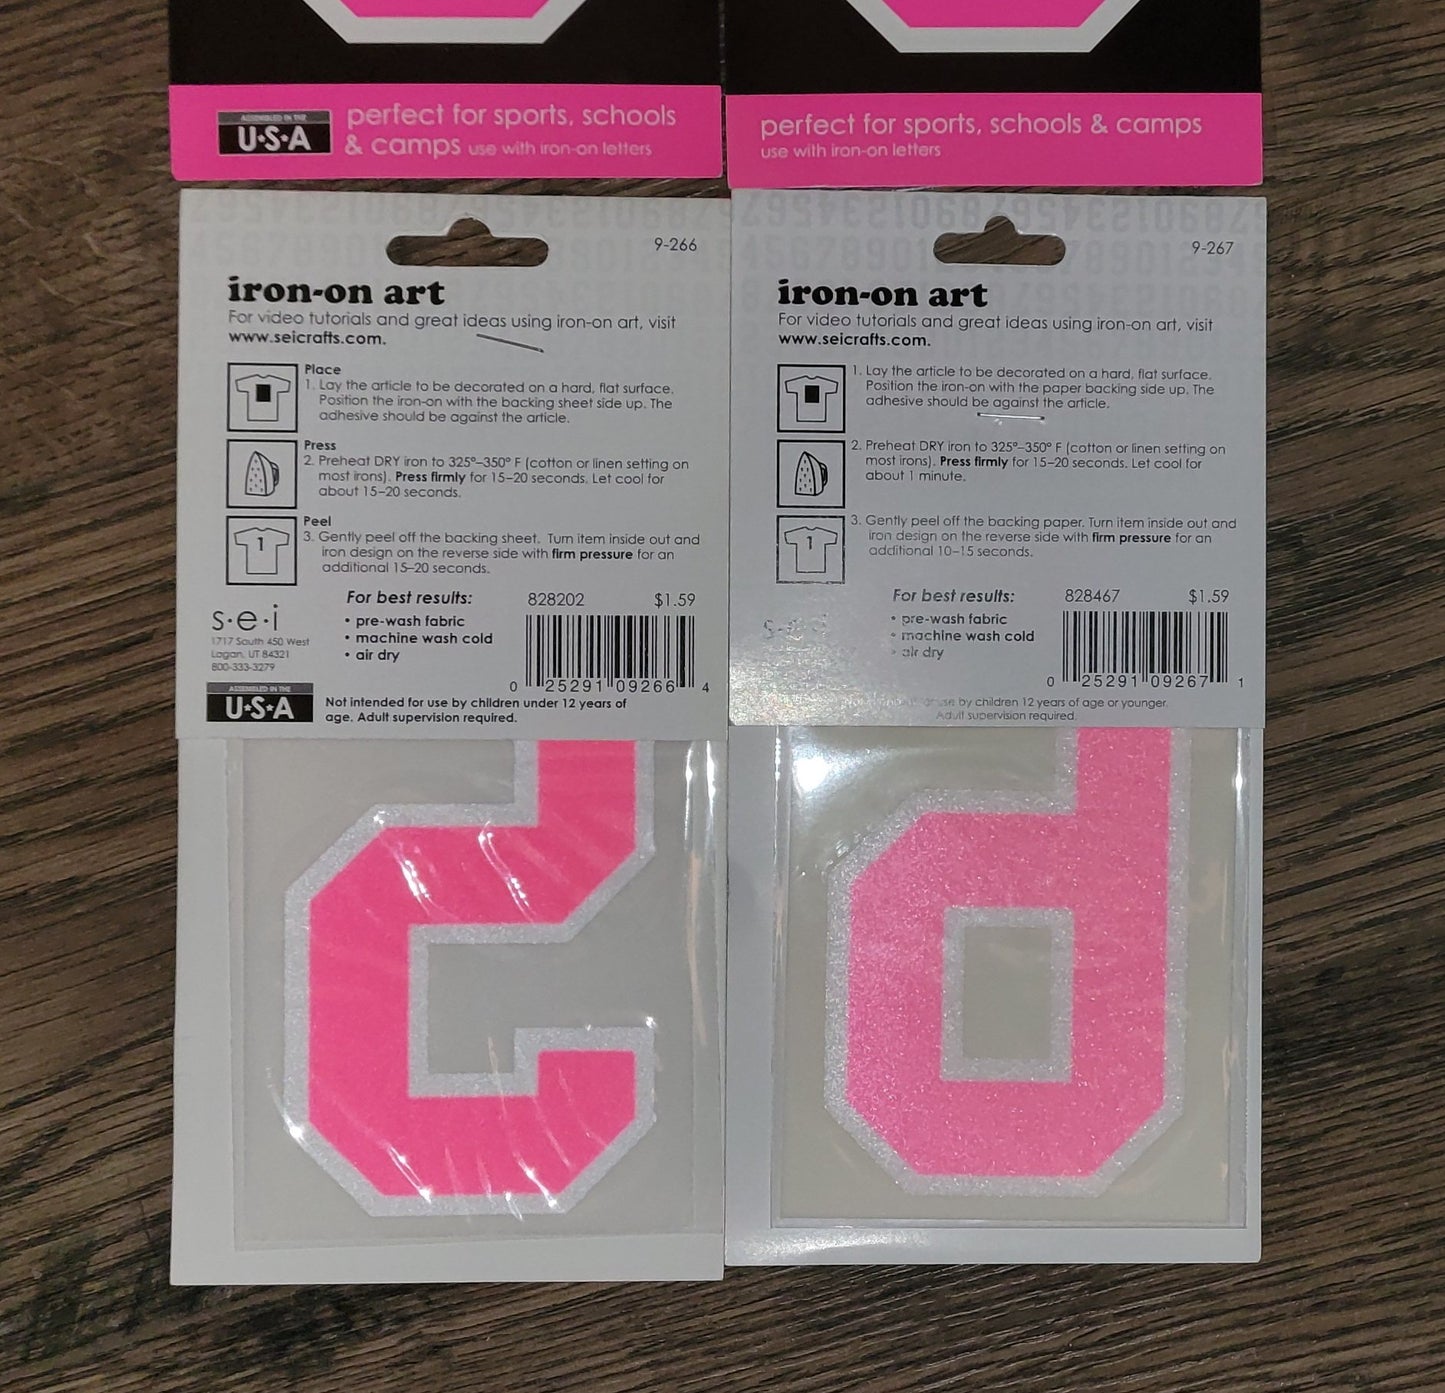 ASSEMBLED IN THE
U·S·A
perfect for sports, schools
& camps use with iron-on letters
perfect for sports, schools & camps
use with iron-on letters
9-266
iron-on art
For video tutorials and great ideas using iron-on art, visit
www.seicrafts.com.
Place
1. Lay the article to be decorated on a hard, flat surface.
Position the iron-on with the backing sheet side up. The
adhesive should be against the article.
Press
2. Preheat DRY iron to 325°–350° F (cotton or linen setting on
most irons). Press firmly for 15–20 seconds. Let cool for
about 15–20 seconds.
Peel
1
3. Gently peel off the backing sheet. Turn item inside out and
iron design on the reverse side with firm pressure for an
additional 15–20 seconds.
s·e·i
1717 South 450 West
Logan, UT 84321
800-333-3279
ASSEMBLED IN THE
U★S★A
For best results:
• pre-wash fabric
• machine wash cold
• air dry
828202 $1.59
0 25291 09266 4
Not intended for use by children under 12 years of
age. Adult supervision required.
9-267
iron-on art
For video tutorials and great ideas using iron-on art, visit
www.seicrafts.com.
1. Lay the article to be decorated on a hard, flat surface.
Position the iron-on with the paper backing side up. The
adhesive should be against the article.
2. Preheat DRY iron to 325°–350° F (cotton or linen setting on
most irons). Press firmly for 15–20 seconds. Let cool for
about 1 minute.
1
3. Gently peel off the backing paper. Turn item inside out and
iron design on the reverse side with firm pressure for an
additional 10–15 seconds.
s·e·i
For best results:
• pre-wash fabric
• machine wash cold
• air dry
828467 $1.59
0 25291 09267 1
use by children 12 years of age or younger.
Adult supervision required.